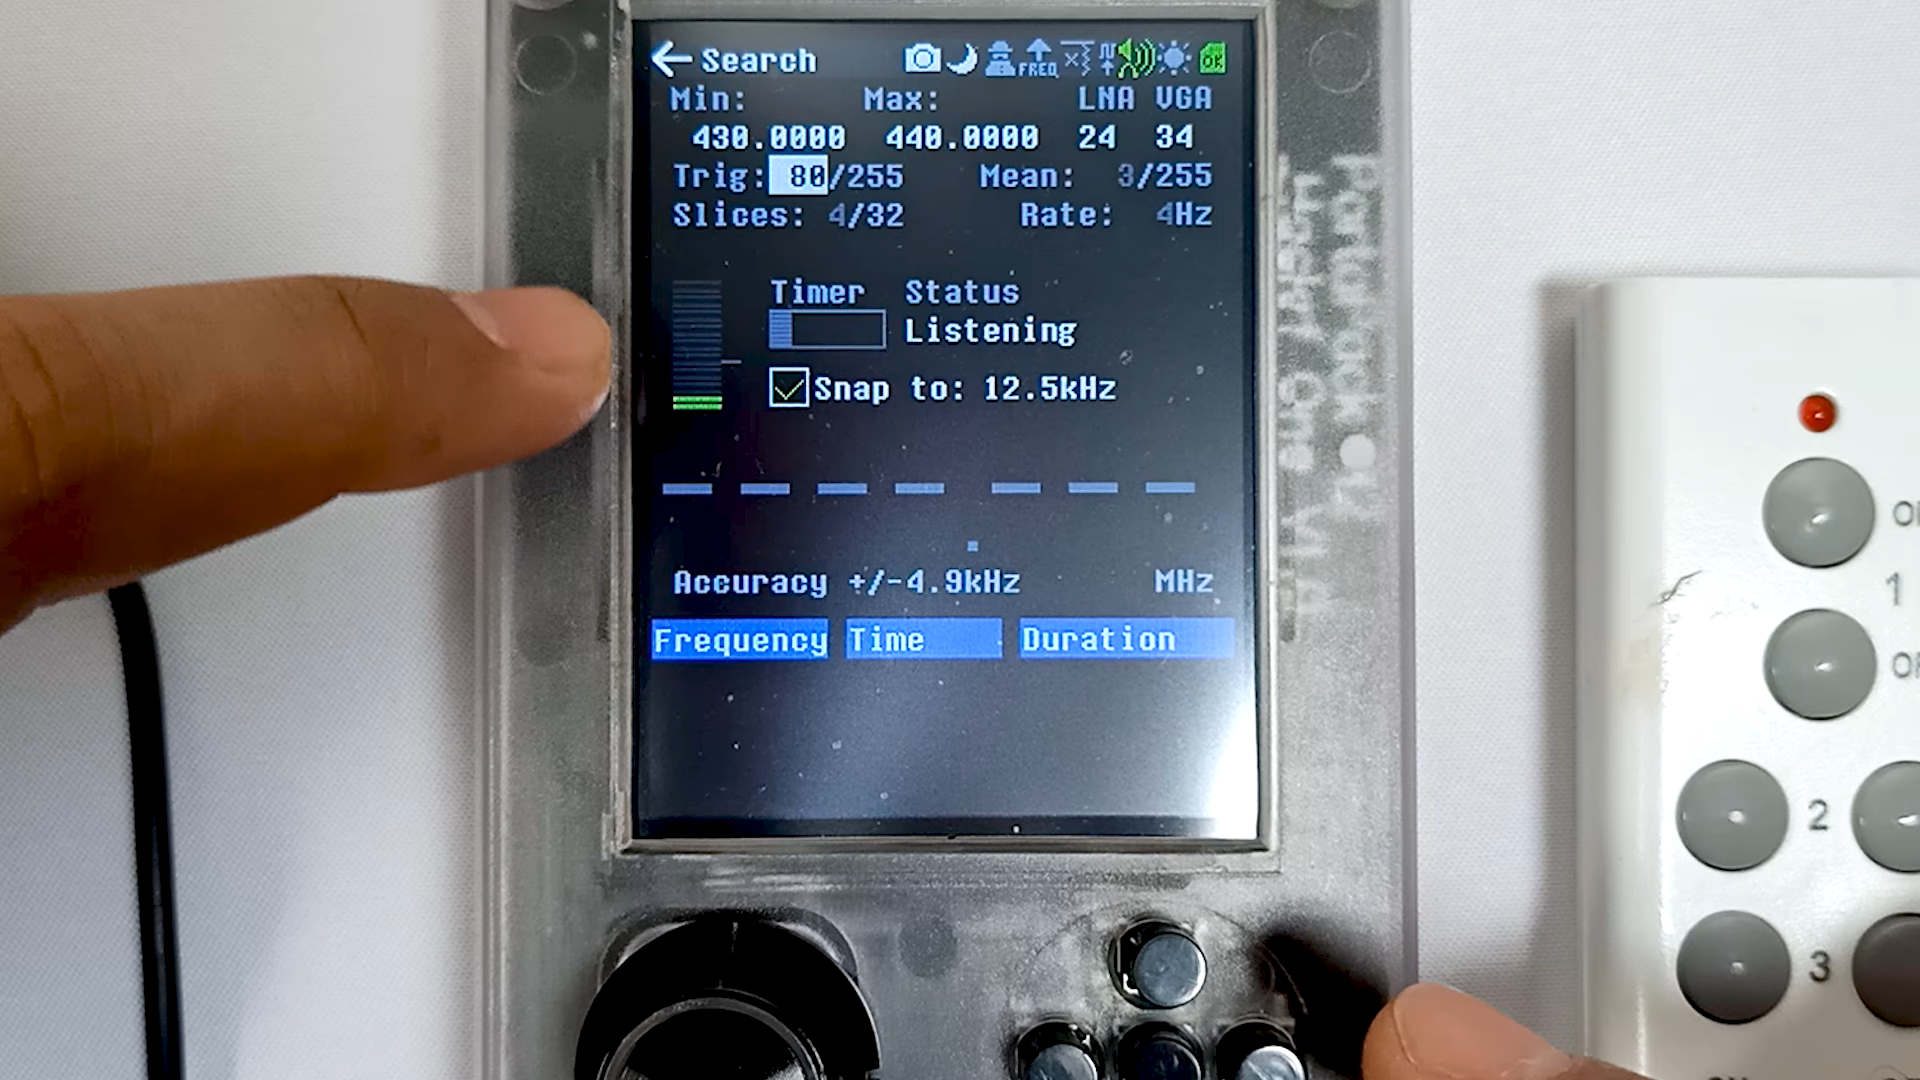 Search FREQ OK
Min: Max: LNA VGA
430.0000 440.0000 24 34
Trig: 80/255 Mean: 3/255
Slices: 4/32 Rate: 4Hz
Timer Status
Listening
Snap to: 12.5kHz
Accuracy +/-4.9kHz MHz
Frequency Time Duration
1
2
3